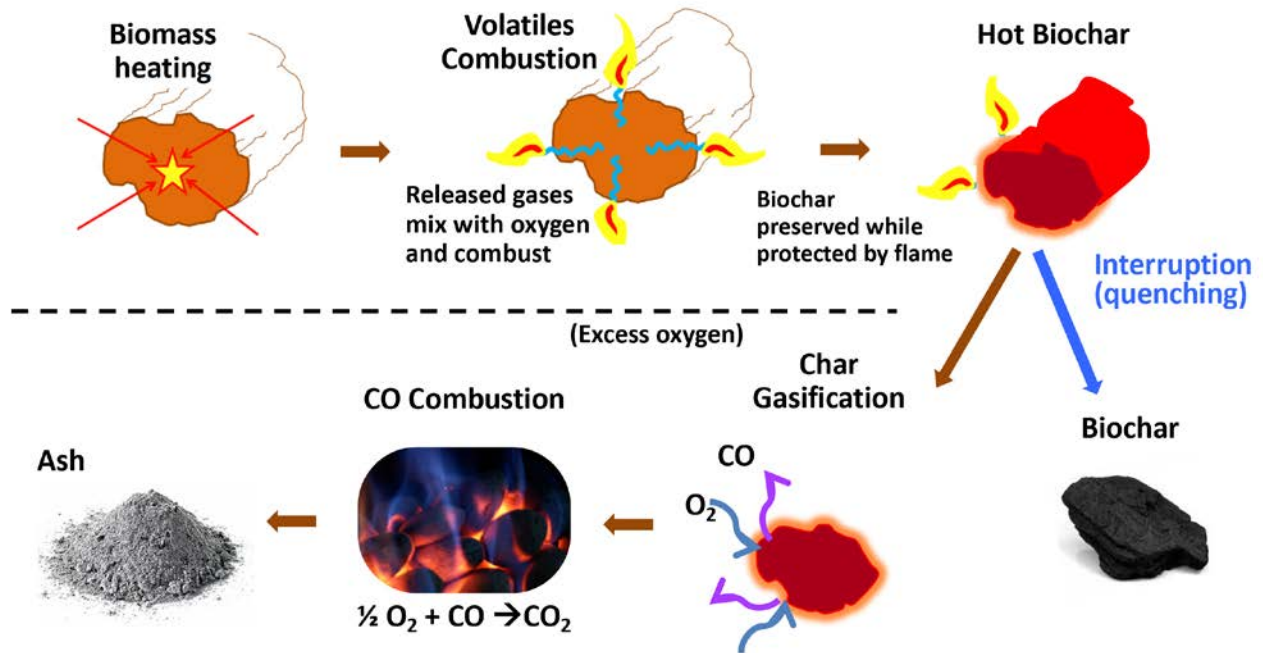 Biomass
heating
Volatiles
Combustion
Released gases
mix with oxygen
and combust
Biochar
preserved while
protected by flame
Hot Biochar
Interruption
(quenching)
(Excess oxygen)
Biochar
Char
Gasification
CO
O₂
CO Combustion
½ O₂ + CO → CO₂
Ash